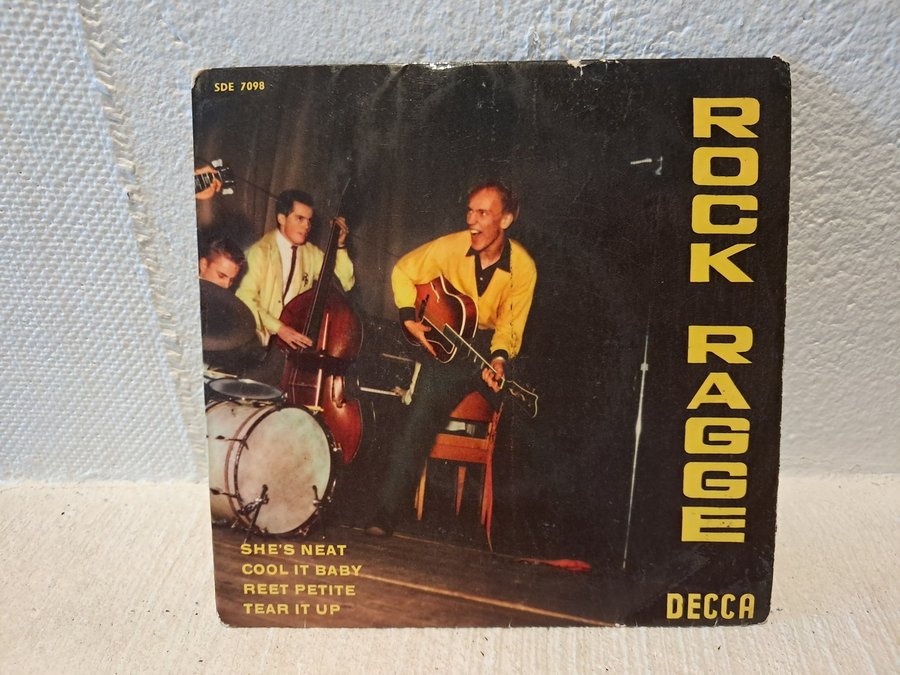 SDE 7098
ROCK RAGGE
SHE'S NEAT
COOL IT BABY
REET PETITE
TEAR IT UP
DECCA